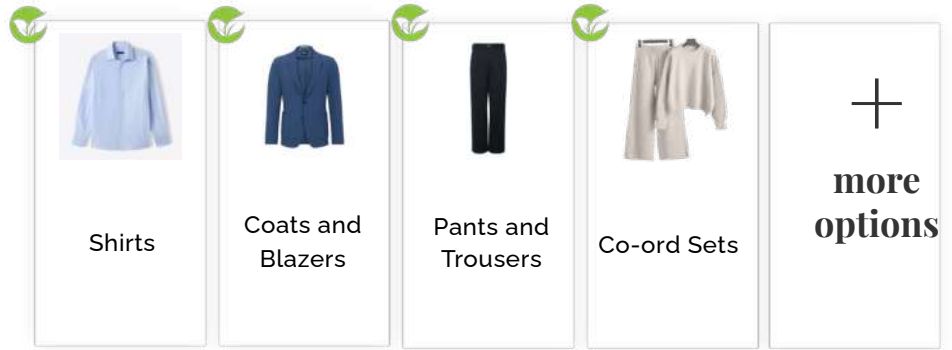 Shirts
Coats and
Blazers
Pants and
Trousers
Co-ord Sets
more
options